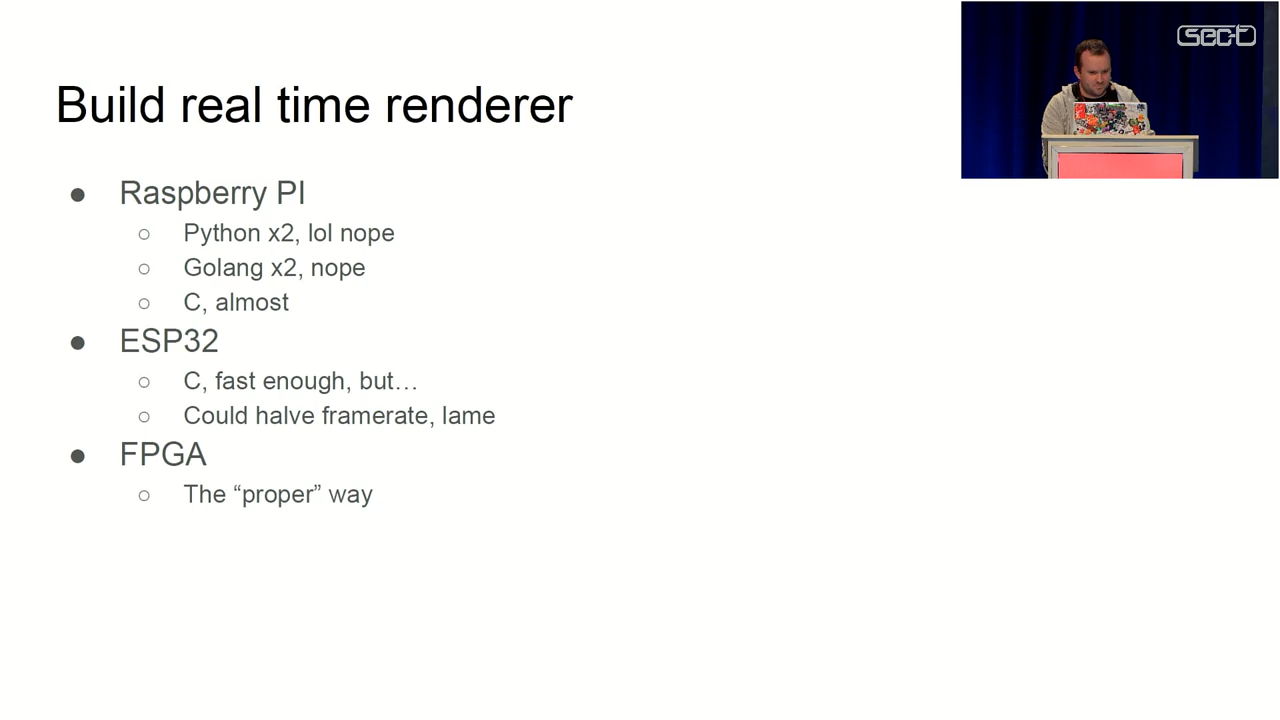 sec-t
Build real time renderer
● Raspberry PI
○ Python x2, lol nope
○ Golang x2, nope
○ C, almost
● ESP32
○ C, fast enough, but…
○ Could halve framerate, lame
● FPGA
○ The “proper” way